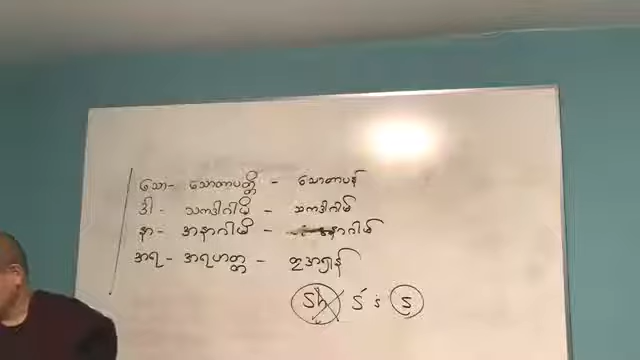 သော - သောတာပတ္တိ - သောတာပန်
ဒါ - သကဒါဂါမိ - သကဒါဂါမ်
နာ - အနာဂါမိ - နာဂါမ်
အရ - အရဟတ္တ -
Sh Ś ṡ Ṣ